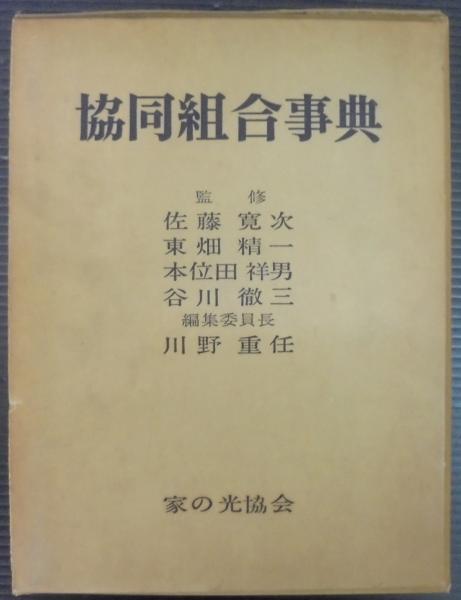 協同組合事典
監修
佐藤寛次
東畑精一
本位田祥男
谷川徹三
編集委員長
川野重任
家の光協会